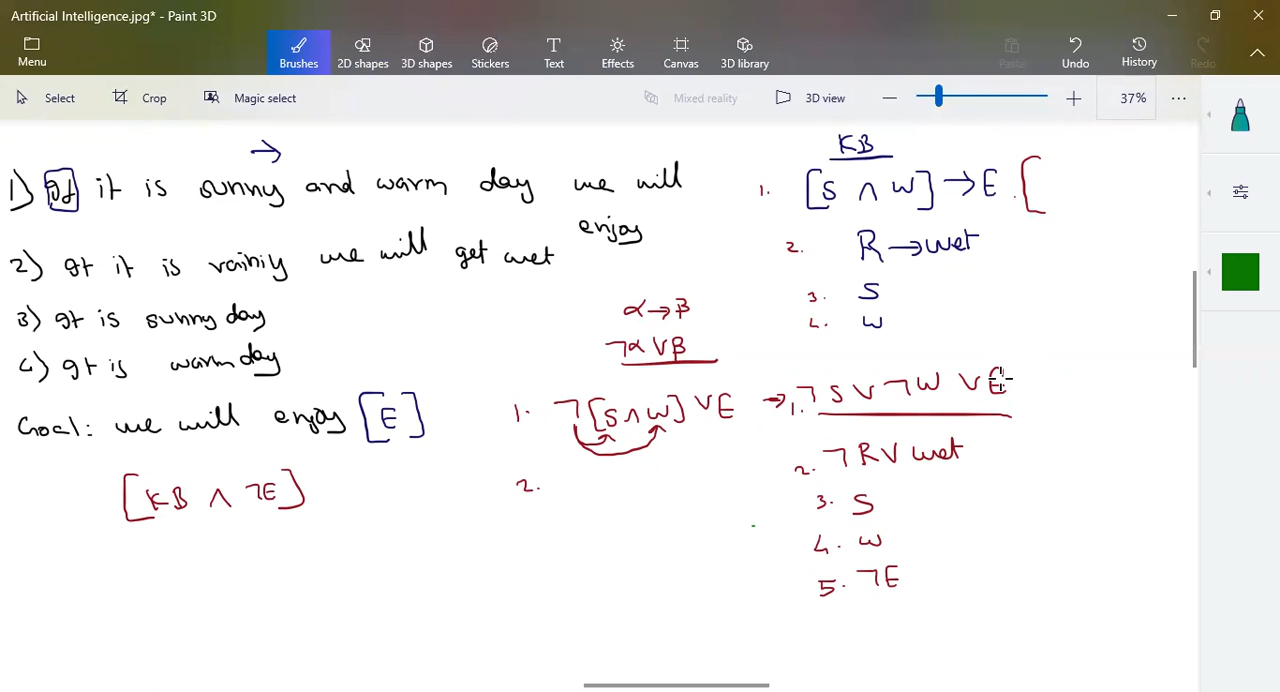 Artificial Intelligence.jpg* - Paint 3D
Menu
Brushes
2D shapes
3D shapes
Stickers
Text
Effects
Canvas
3D library
Paste
Undo
History
Redo
Select
Crop
Magic select
Mixed reality
3D view
37%
→
1) If it is sunny and warm day we will
enjoy
2) If it is rainiy we will get wet
3) It is sunny day
4) It is warm day
Goal: we will enjoy [E]
[KB ∧ ¬E]
α → β
¬α ∨ β
1. ¬[S ∧ W] ∨ E →
2.
KB
1. [S ∧ W] → E . [
2. R → wet
3. S
4. W
1. ¬S ∨ ¬W ∨ E
2. ¬R ∨ wet
3. S
4. W
5. ¬E